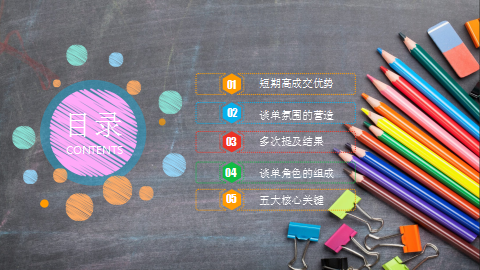 目录
CONTENTS
01 短期高成交优势
02 谈单氛围的营造
03 多次提及结果
04 谈单角色的组成
05 五大核心关键